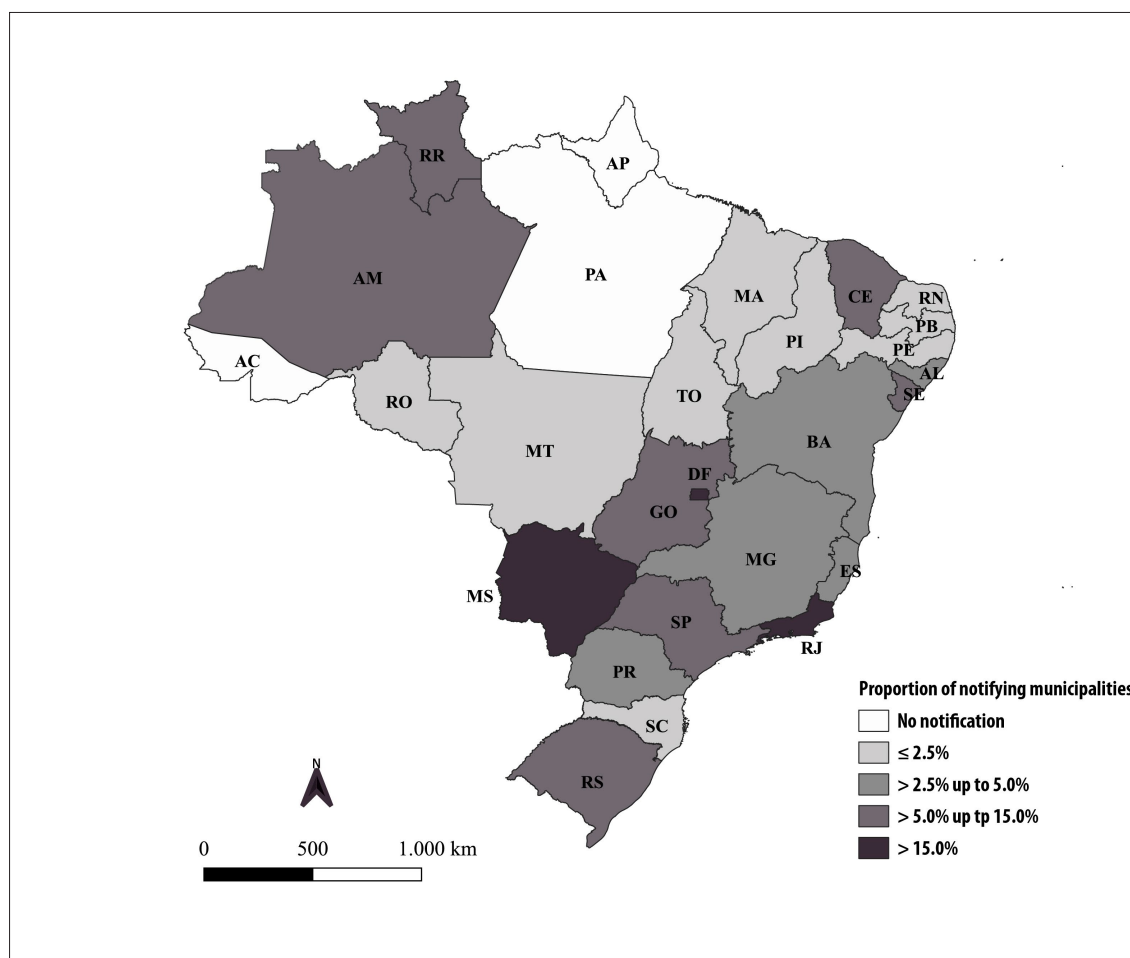 RR
AP
AM
PA
MA
CE
RN
PB
PI
PE
AC
AL
SE
TO
RO
BA
MT
DF
GO
MG
ES
MS
SP
RJ
PR
SC
RS
Proportion of notifying municipalities
No notification
≤ 2.5%
> 2.5% up to 5.0%
> 5.0% up tp 15.0%
> 15.0%
N
0 500 1.000 km